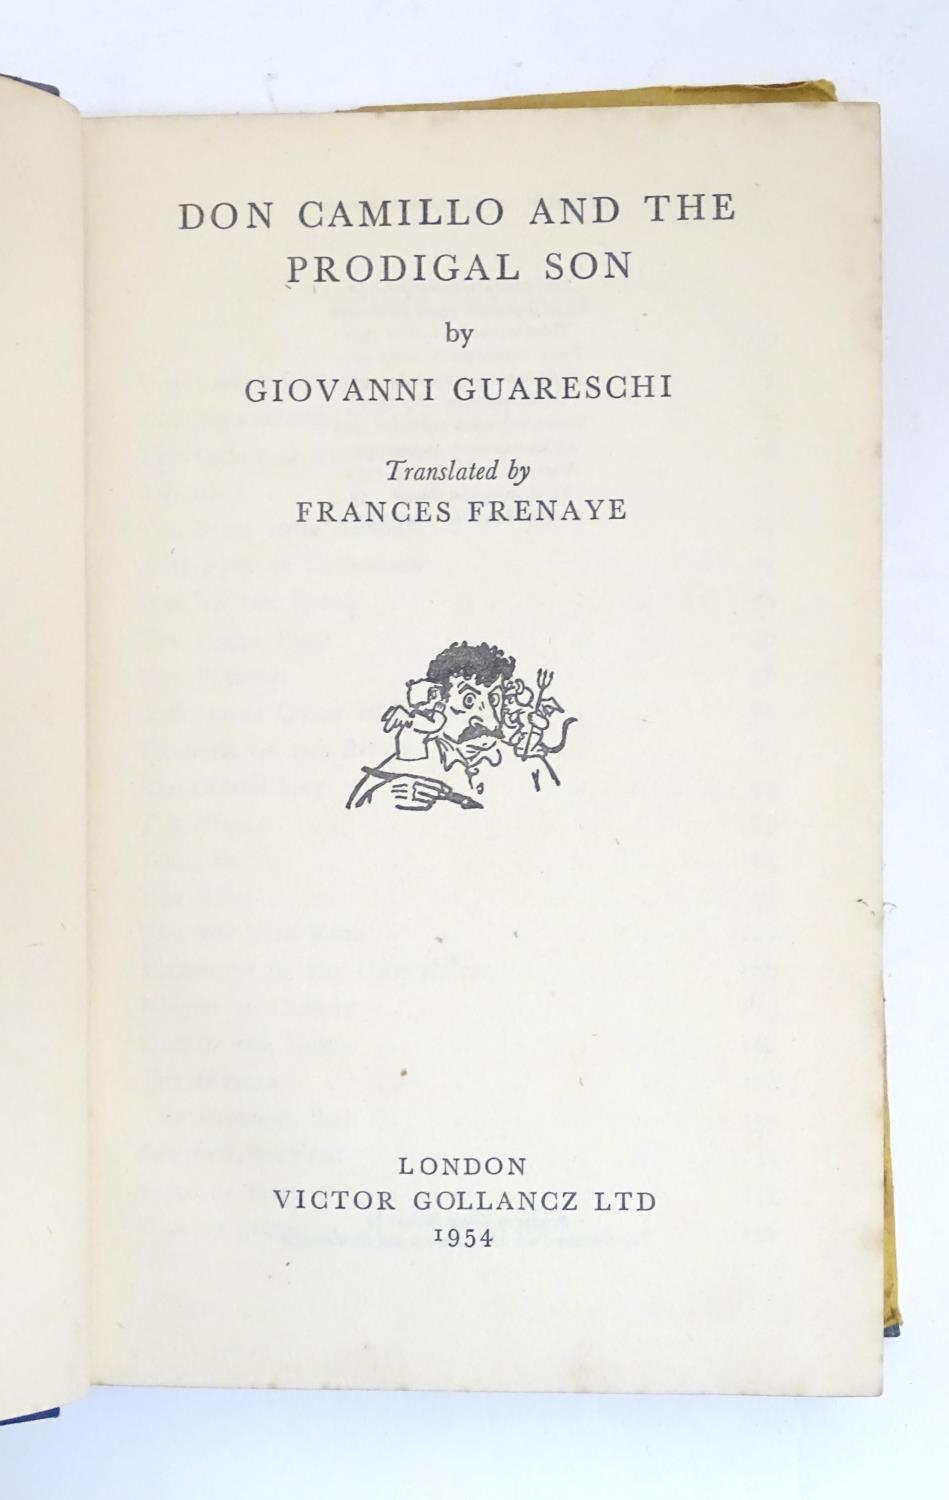 DON CAMILLO AND THE
PRODIGAL SON
by
GIOVANNI GUARESCHI
Translated by
FRANCES FRENAYE
LONDON
VICTOR GOLLANCZ LTD
1954